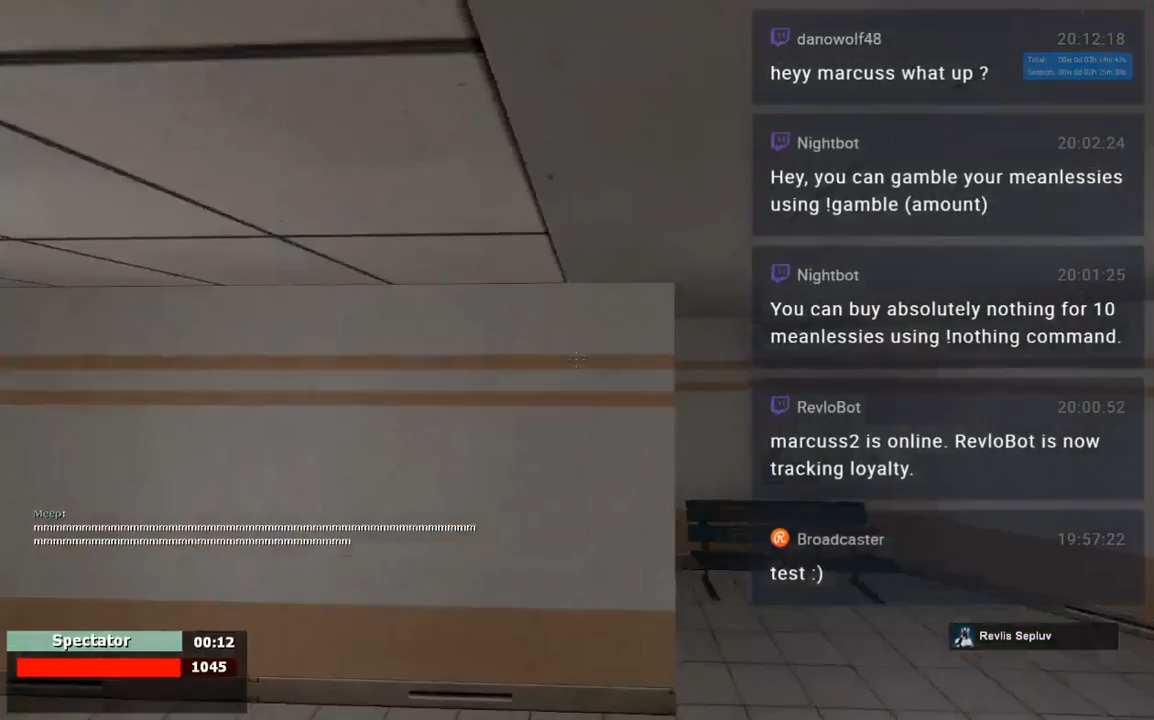 danowolf48 20:12:18
heyy marcuss what up ?
Nightbot 20:02:24
Hey, you can gamble your meanlessies
using !gamble (amount)
Nightbot 20:01:25
You can buy absolutely nothing for 10
meanlessies using !nothing command.
RevloBot 20:00:52
marcuss2 is online. RevloBot is now
tracking loyalty.
Broadcaster 19:57:22
test :)
Total:
Session:
Meep:
Revlis Sepluv
Spectator 00:12
1045